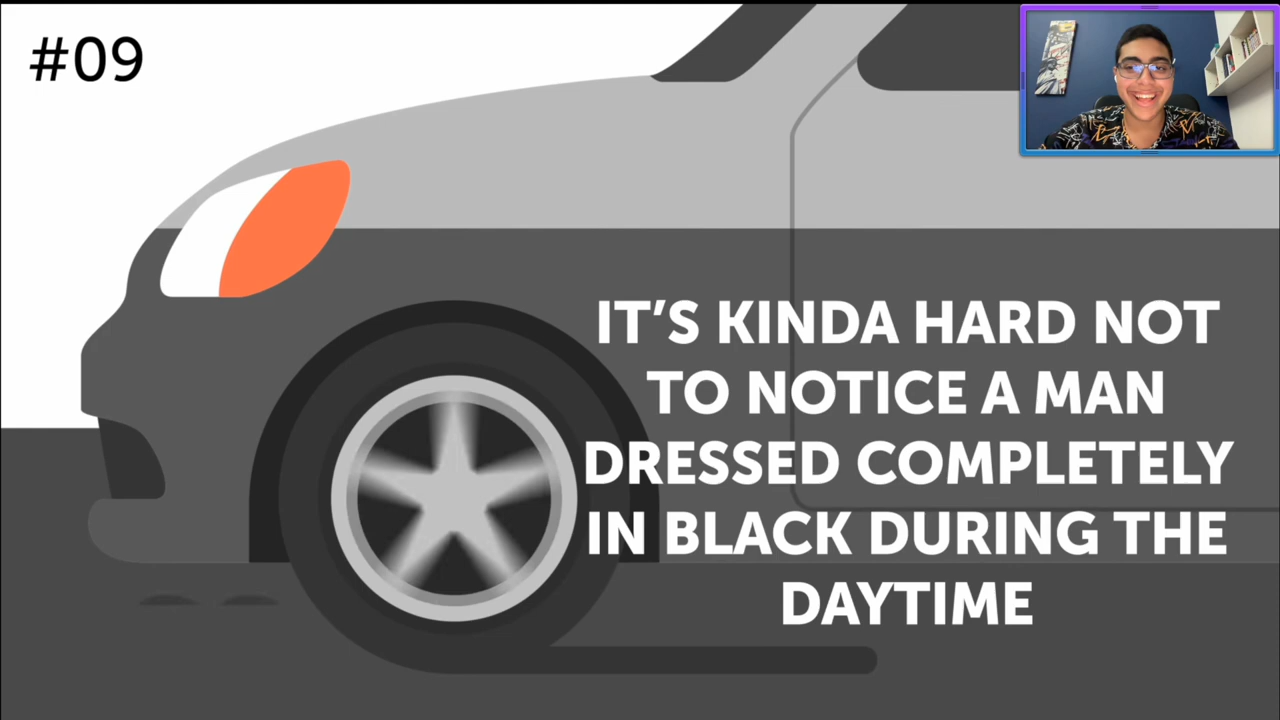 #09
IT’S KINDA HARD NOT
TO NOTICE A MAN
DRESSED COMPLETELY
IN BLACK DURING THE
DAYTIME